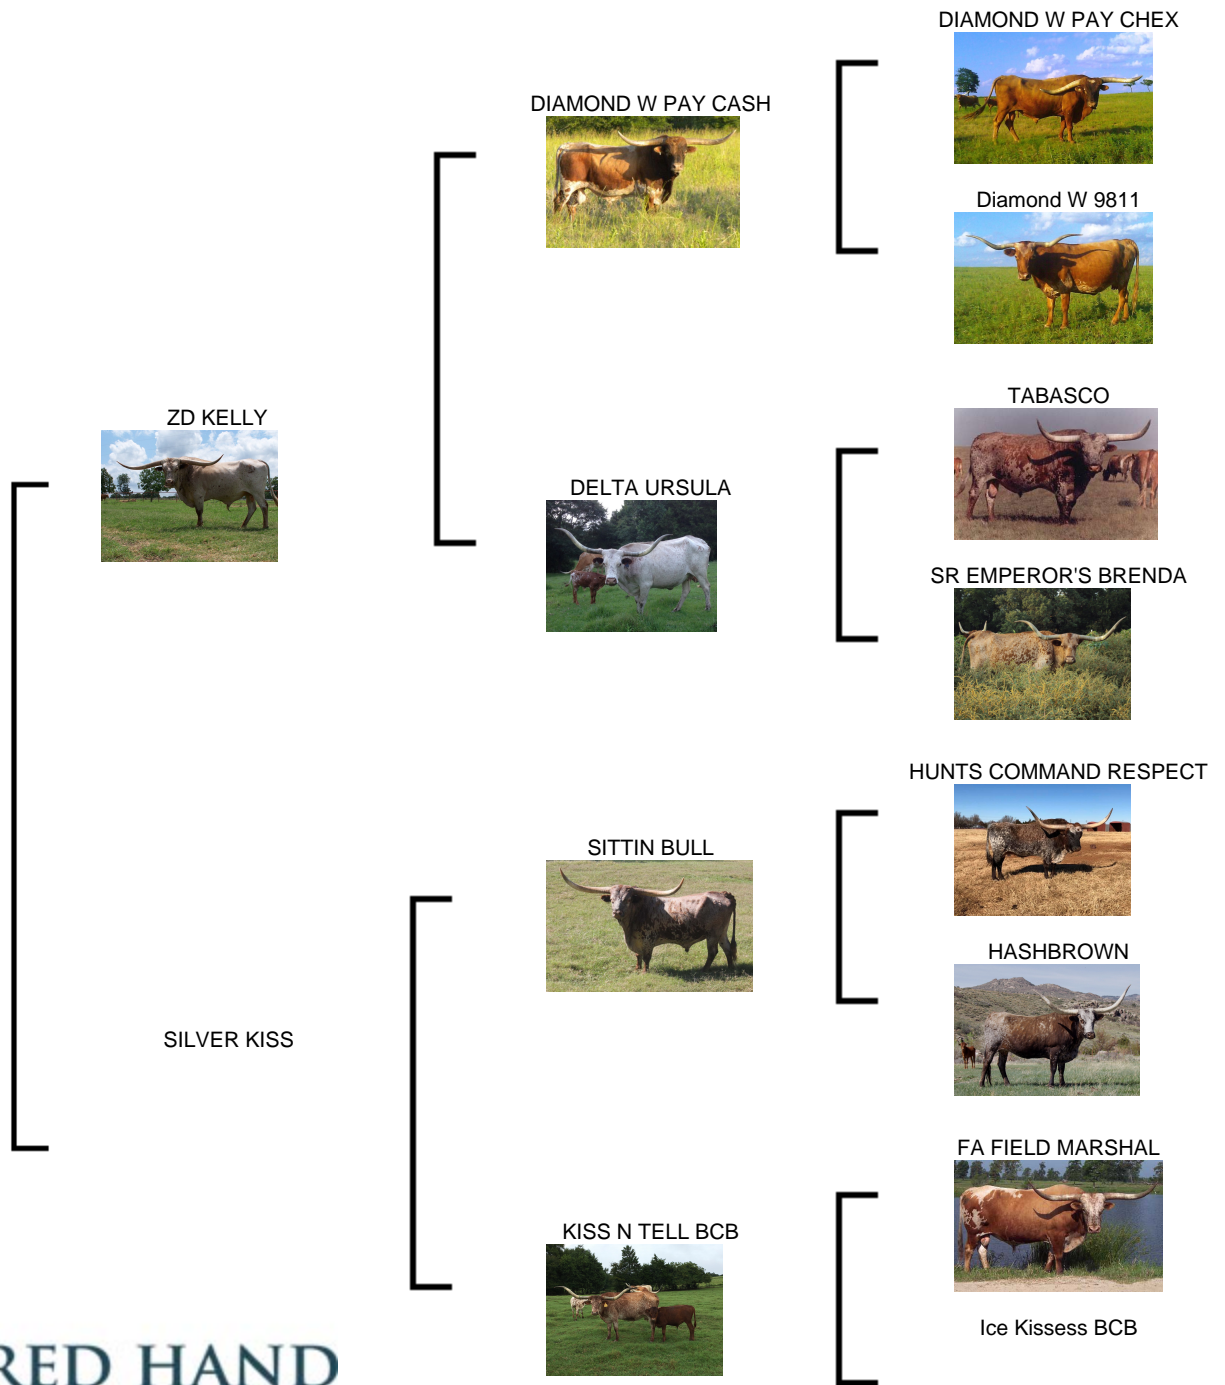 DIAMOND W PAY CHEX
DIAMOND W PAY CASH
Diamond W 9811
TABASCO
ZD KELLY
DELTA URSULA
SR EMPEROR'S BRENDA
HUNTS COMMAND RESPECT
SITTIN BULL
HASHBROWN
SILVER KISS
FA FIELD MARSHAL
KISS N TELL BCB
Ice Kissess BCB
RED HAND